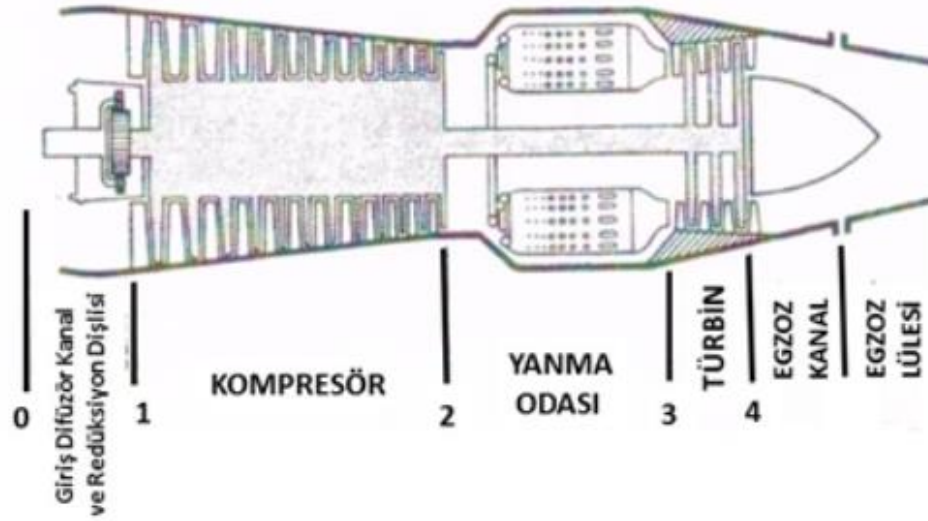 0
Giriş Difüzör Kanal
ve Redüksiyon Dişlisi
1
KOMPRESÖR
2
YANMA
ODASI
3
TÜRBİN
4
EGZOZ
KANAL
EGZOZ
LÜLESİ